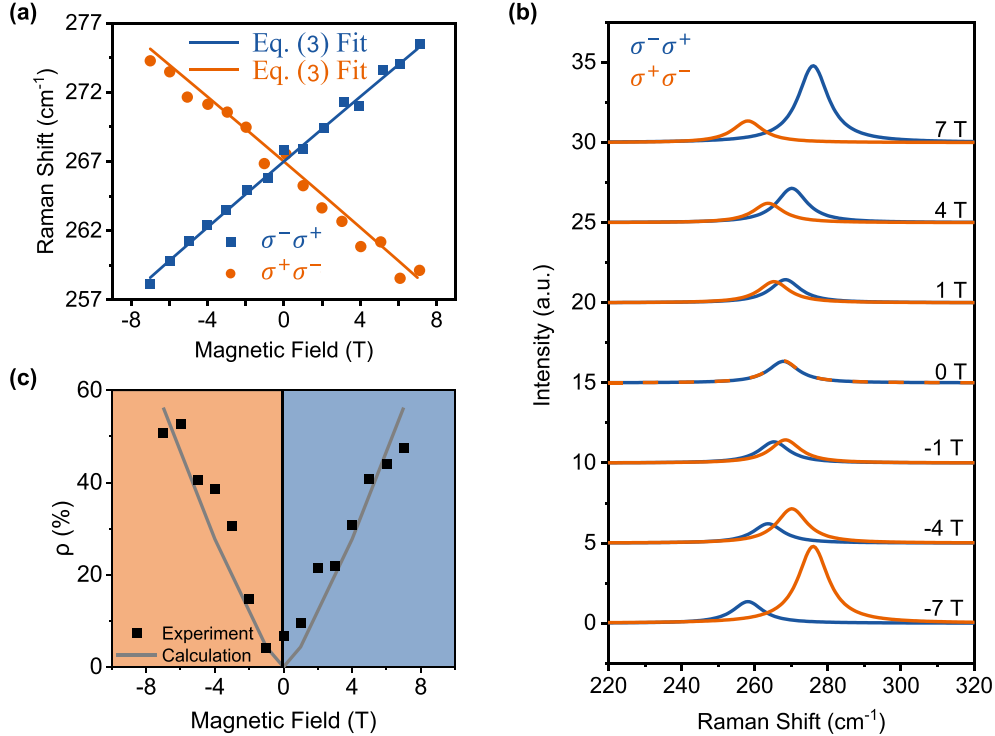 (a)
277
272
267
262
257
Raman Shift (cm⁻¹)
Eq. (3) Fit
Eq. (3) Fit
σ⁻σ⁺
σ⁺σ⁻
-8 -4 0 4 8
Magnetic Field (T)
(b)
σ⁻σ⁺
σ⁺σ⁻
35
30
25
20
15
10
5
0
Intensity (a.u.)
7 T
4 T
1 T
0 T
-1 T
-4 T
-7 T
220 240 260 280 300 320
Raman Shift (cm⁻¹)
(c)
60
40
20
0
ρ (%)
Experiment
Calculation
-8 -4 0 4 8
Magnetic Field (T)